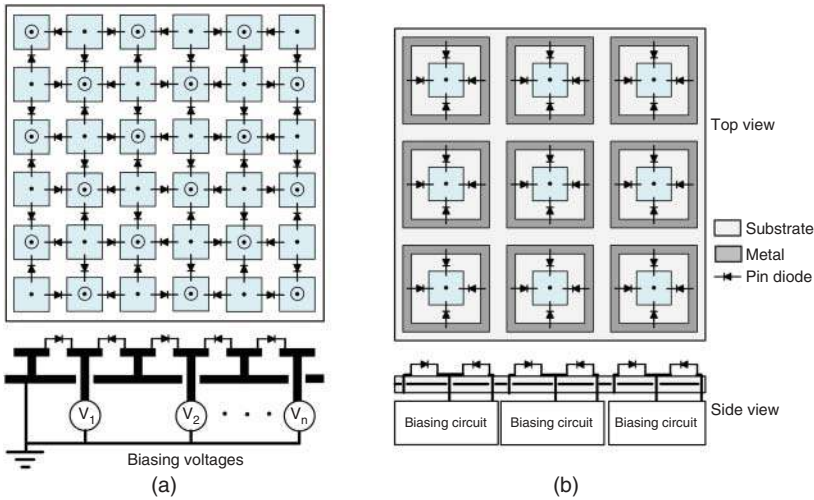 Top view
Substrate
Metal
Pin diode
V1
V2
Vn
Biasing voltages
(a)
Biasing circuit
Biasing circuit
Biasing circuit
Side view
(b)